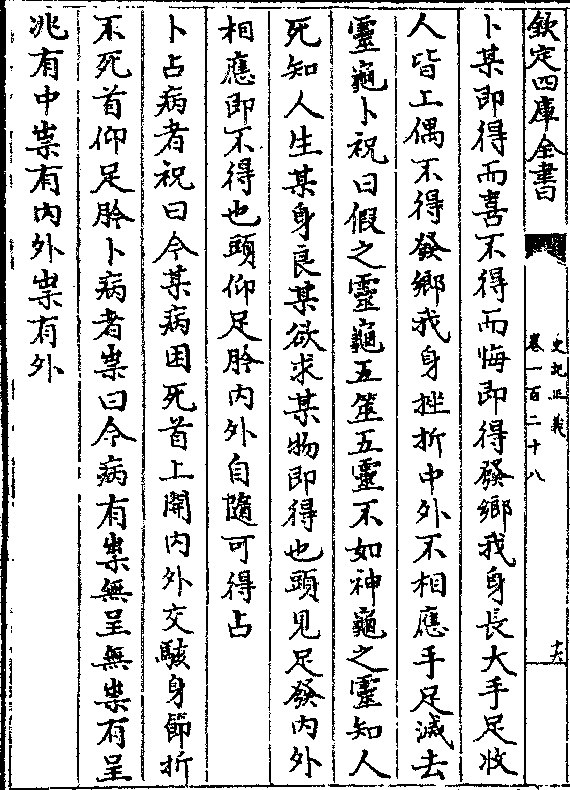 欽定四庫全書
史記正義
卷一百二十八
十六
卜某即得而喜不得而悔即得發鄉我身長大手足收
人皆上偶不得發鄉我身挫折中外不相應手足滅去
靈龜卜祝曰假之靈龜五筮五靈不如神龜之靈知人
死知人生某身良某欲求某物即得也頭見足發內外
相應即不得也頭仰足肣內外自隨可得占
卜占病者祝曰今某病困死首上開內外交駭身節折
不死首仰足肣卜病者祟曰今病有祟無呈無祟有呈
兆有中祟有內外祟有外